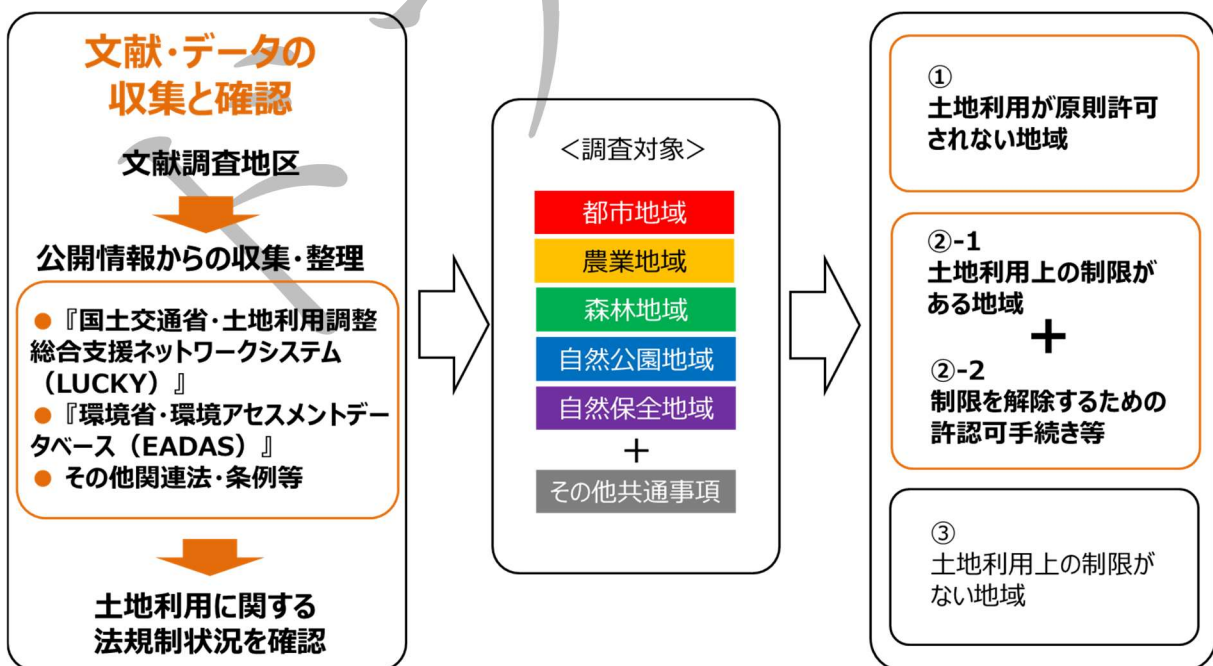 文献・データの
収集と確認
文献調査地区
公開情報からの収集・整理
● 『国土交通省・土地利用調整
総合支援ネットワークシステム
（LUCKY）』
● 『環境省・環境アセスメントデー
タベース（EADAS）』
● その他関連法・条例等
土地利用に関する
法規制状況を確認
＜調査対象＞
都市地域
農業地域
森林地域
自然公園地域
自然保全地域
＋
その他共通事項
①
土地利用が原則許可
されない地域
②-1
土地利用上の制限が
ある地域
＋
②-2
制限を解除するための
許認可手続き等
③
土地利用上の制限が
ない地域